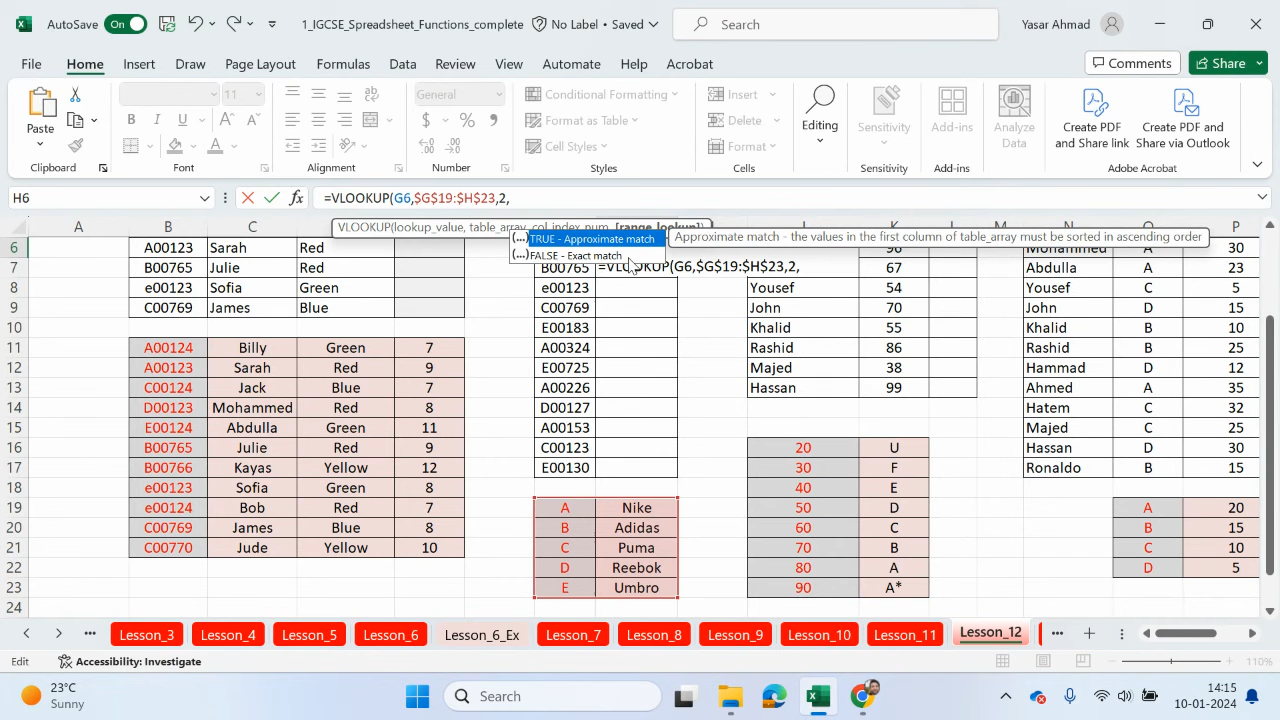 AutoSave On 1_IGCSE_Spreadsheet_Functions_complete No Label • Saved Search Yasar Ahmad
File Home Insert Draw Page Layout Formulas Data Review View Automate Help Acrobat Comments Share
Paste 11 General Conditional Formatting Insert Editing Sensitivity Add-ins Analyze Data Create PDF and Share link Create PDF and Share via Outlook
B I U A A $ % Format as Table Delete
A Cell Styles Format
Clipboard Font Alignment Number Styles Cells Sensitivity Add-ins Adobe Acrobat
H6 fx =VLOOKUP(G6,$G$19:$H$23,2,
VLOOKUP(lookup_value, table_array, col_index_num, [range_lookup])
A B C D E F K N O P
(...) TRUE - Approximate match Approximate match - the values in the first column of table_array must be sorted in ascending order
(...) FALSE - Exact match
6 A00123 Sarah Red 30
7 B00765 Julie Red B00765 =VLOOKUP(G6,$G$19:$H$23,2, 67 Abdulla A 23
8 e00123 Sofia Green e00123 Yousef 54 Yousef C 5
9 C00769 James Blue C00769 John 70 John D 15
10 E00183 Khalid 55 Khalid B 10
11 A00124 Billy Green 7 A00324 Rashid 86 Rashid B 25
12 A00123 Sarah Red 9 E00725 Majed 38 Hammad D 12
13 C00124 Jack Blue 7 A00226 Hassan 99 Ahmed A 35
14 D00123 Mohammed Red 8 D00127 Hatem C 32
15 E00124 Abdulla Green 11 A00153 Majed C 25
16 B00765 Julie Red 9 C00123 20 U Hassan D 30
17 B00766 Kayas Yellow 12 E00130 30 F Ronaldo B 15
18 e00123 Sofia Green 8 40 E
19 e00124 Bob Red 7 A Nike 50 D A 20
20 C00769 James Blue 8 B Adidas 60 C B 15
21 C00770 Jude Yellow 10 C Puma 70 B C 10
22 D Reebok 80 A D 5
23 E Umbro 90 A*
24
Lesson_3 Lesson_4 Lesson_5 Lesson_6 Lesson_6_Ex Lesson_7 Lesson_8 Lesson_9 Lesson_10 Lesson_11 Lesson_12
Edit Accessibility: Investigate 110%
23°C
Sunny
Search
14:15
10-01-2024